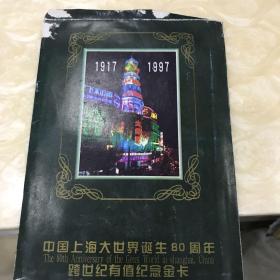 1917 1997
中国上海大世界诞生80周年
The 80th Anniversary of the Great World in shanghai, China
跨世纪有值纪念金卡